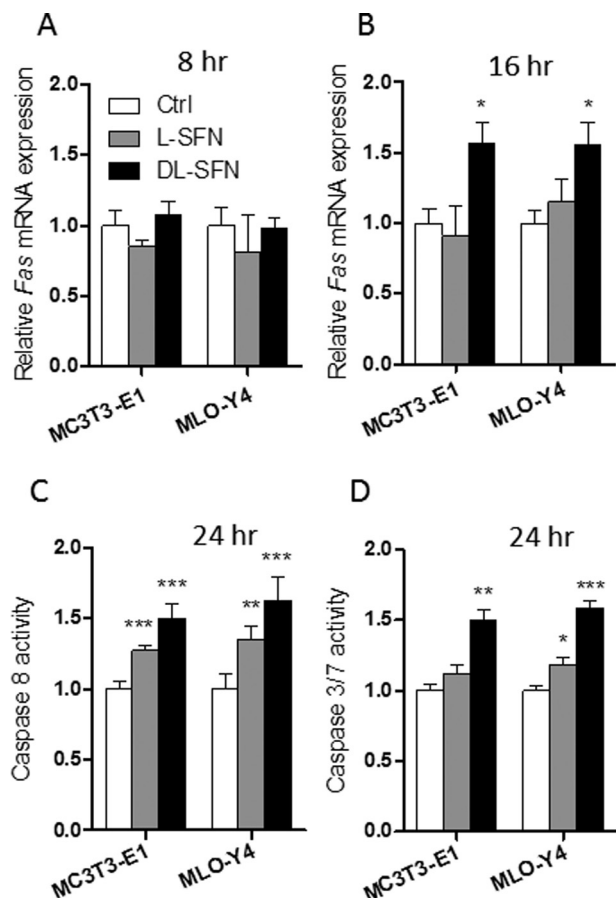 A
8 hr
Relative Fas mRNA expression
2.0
1.5
1.0
0.5
0.0
Ctrl
L-SFN
DL-SFN
MC3T3-E1
MLO-Y4
B
16 hr
Relative Fas mRNA expression
2.0
1.5
1.0
0.5
0.0
*
*
MC3T3-E1
MLO-Y4
C
24 hr
Caspase 8 activity
2.0
1.5
1.0
0.5
0.0
***
***
**
***
MC3T3-E1
MLO-Y4
D
24 hr
Caspase 3/7 activity
2.0
1.5
1.0
0.5
0.0
**
*
***
MC3T3-E1
MLO-Y4